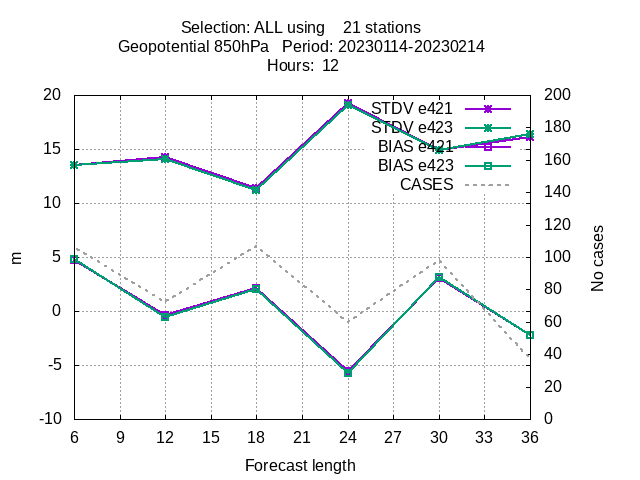 Selection: ALL using    21 stations
Geopotential 850hPa   Period: 20230114-20230214
Hours:  12
STDV e421
STDV e423
BIAS e421
BIAS e423
CASES
20
15
10
5
0
-5
-10
m
200
180
160
140
120
100
80
60
40
20
0
No cases
6 9 12 15 18 21 24 27 30 33 36
Forecast length